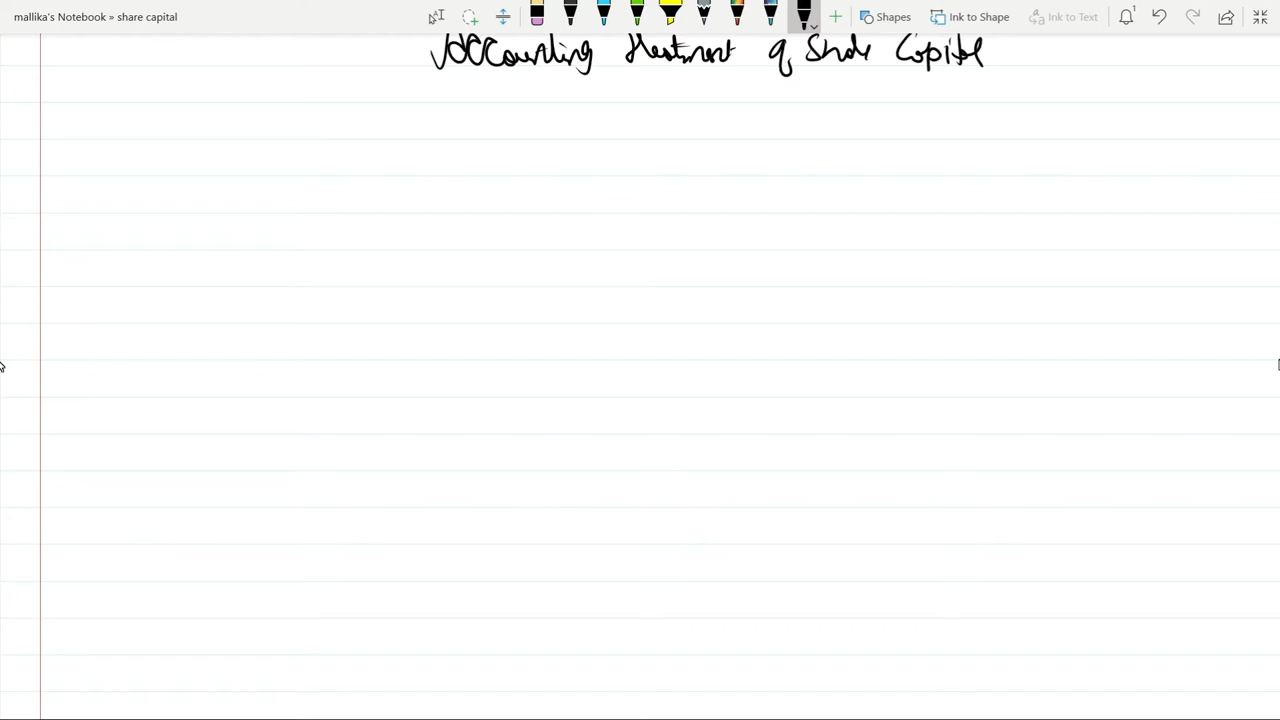 mallika's Notebook » share capital
Shapes
Ink to Shape
Ink to Text
Accounting Treatment of Share Capital